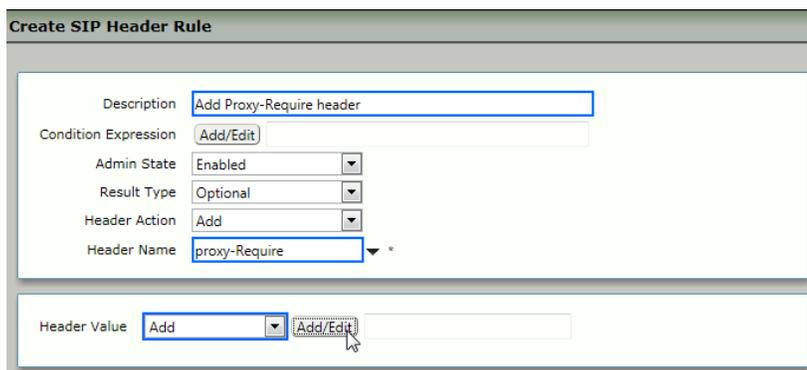 Create SIP Header Rule
Description Add Proxy-Require header
Condition Expression Add/Edit
Admin State Enabled
Result Type Optional
Header Action Add
Header Name proxy-Require *
Header Value Add Add/Edit